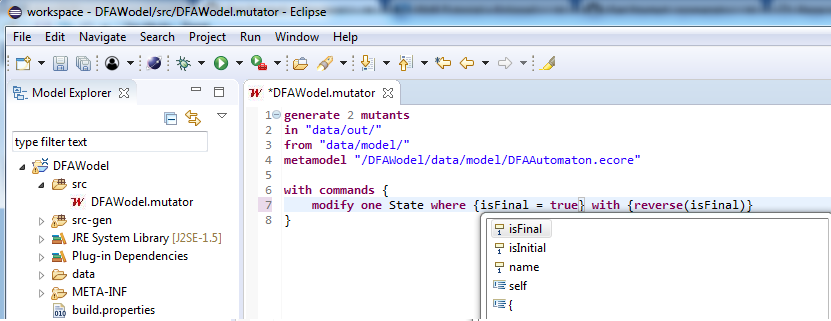 workspace - DFAWodel/src/DFAWodel.mutator - Eclipse
File Edit Navigate Search Project Run Window Help
Model Explorer
type filter text
DFAWodel
src
DFAWodel.mutator
src-gen
JRE System Library [J2SE-1.5]
Plug-in Dependencies
data
META-INF
build.properties
*DFAWodel.mutator
1 generate 2 mutants
2 in "data/out/"
3 from "data/model/"
4 metamodel "/DFAWodel/data/model/DFAAutomaton.ecore"
5
6 with commands {
7 modify one State where {isFinal = true} with {reverse(isFinal)}
8 }
isFinal
isInitial
name
self
{